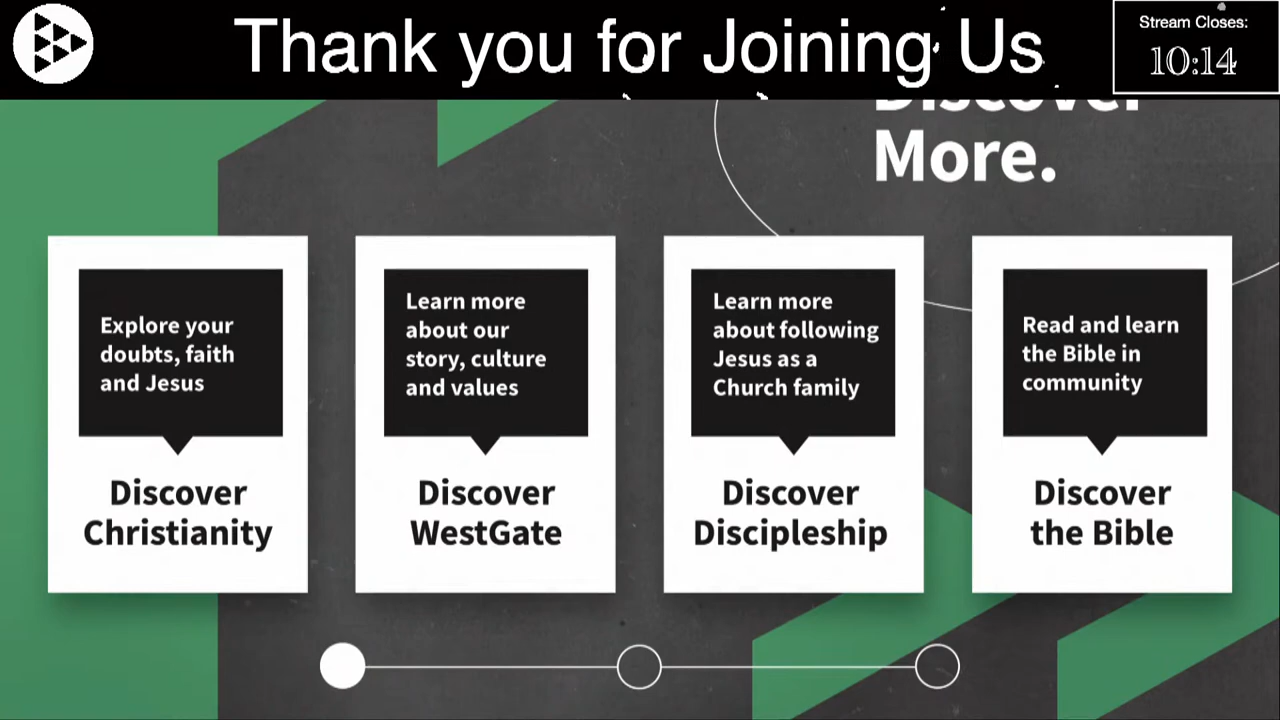 Thank you for Joining Us
Stream Closes:
10:14
Discover
More.
Explore your
doubts, faith
and Jesus
Discover
Christianity
Learn more
about our
story, culture
and values
Discover
WestGate
Learn more
about following
Jesus as a
Church family
Discover
Discipleship
Read and learn
the Bible in
community
Discover
the Bible